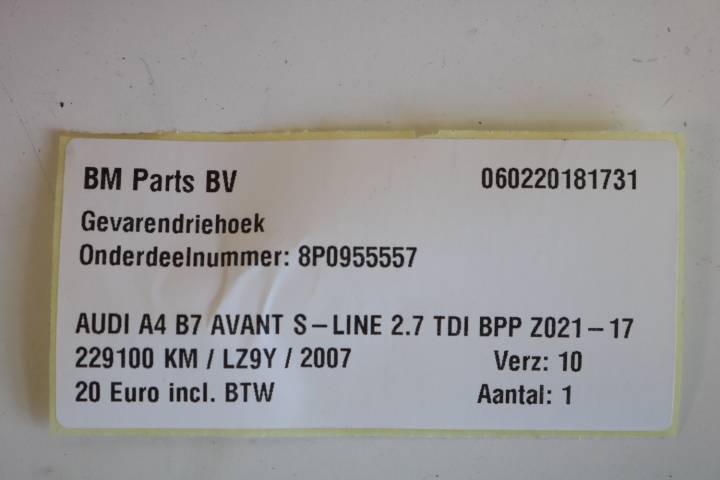 BM Parts BV 060220181731
Gevarendriehoek
Onderdeelnummer: 8P0955557
AUDI A4 B7 AVANT S-LINE 2.7 TDI BPP Z021-17
229100 KM / LZ9Y / 2007 Verz: 10
20 Euro incl. BTW Aantal: 1